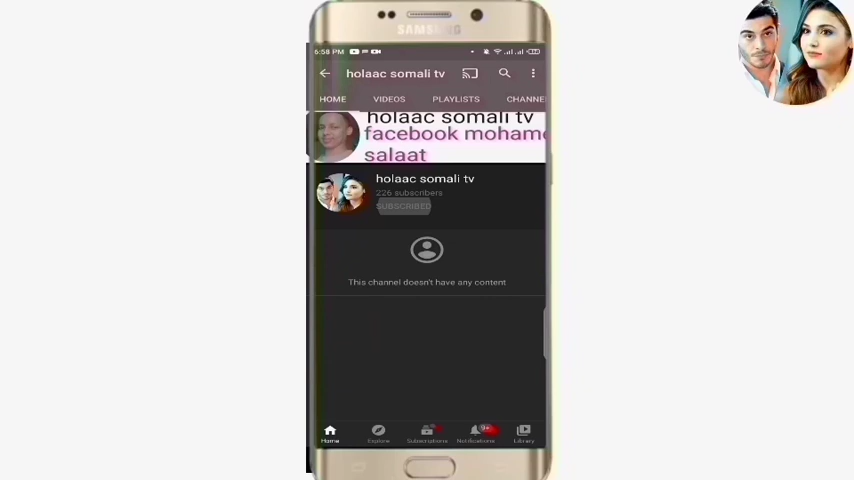 SAMSUNG
6:58 PM
holaac somali tv
HOME VIDEOS PLAYLISTS CHANNE
holaac somali tv
facebook mohame
salaat
holaac somali tv
226 subscribers
SUBSCRIBED
This channel doesn't have any content
Home Explore Subscriptions Notifications Library